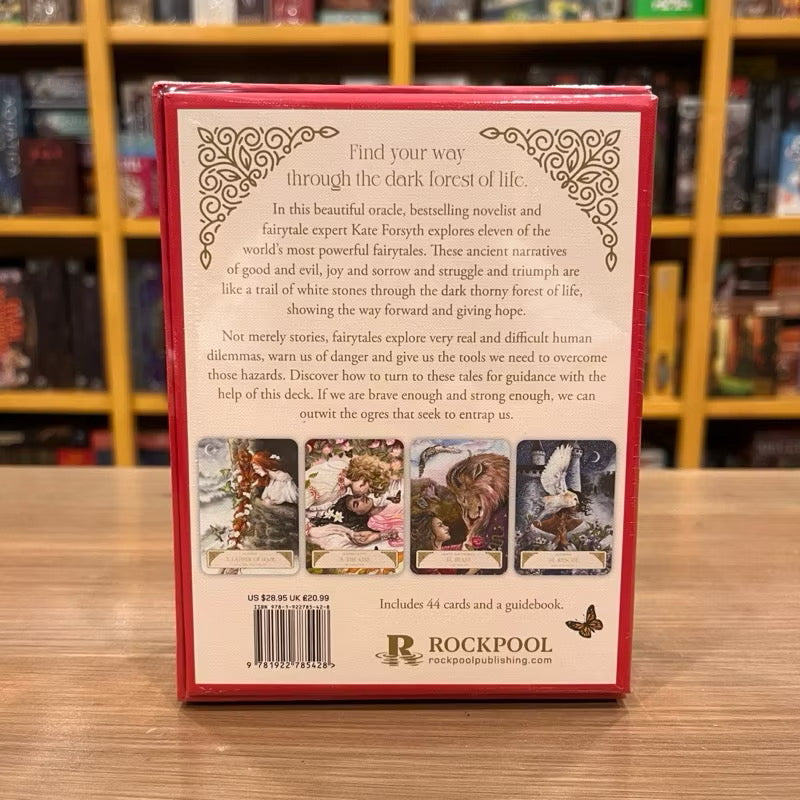 Find your way
through the dark forest of life.
In this beautiful oracle, bestselling novelist and
fairytale expert Kate Forsyth explores eleven of the
world's most powerful fairytales. These ancient narratives
of good and evil, joy and sorrow and struggle and triumph are
like a trail of white stones through the dark thorny forest of life,
showing the way forward and giving hope.
Not merely stories, fairytales explore very real and difficult human
dilemmas, warn us of danger and give us the tools we need to overcome
those hazards. Discover how to turn to these tales for guidance with the
help of this deck. If we are brave enough and strong enough, we can
outwit the ogres that seek to entrap us.
US $28.95 UK £20.99
ISBN 978-1-922785-42-8
9 781922 785428 >
Includes 44 cards and a guidebook.
R ROCKPOOL
rockpoolpublishing.com